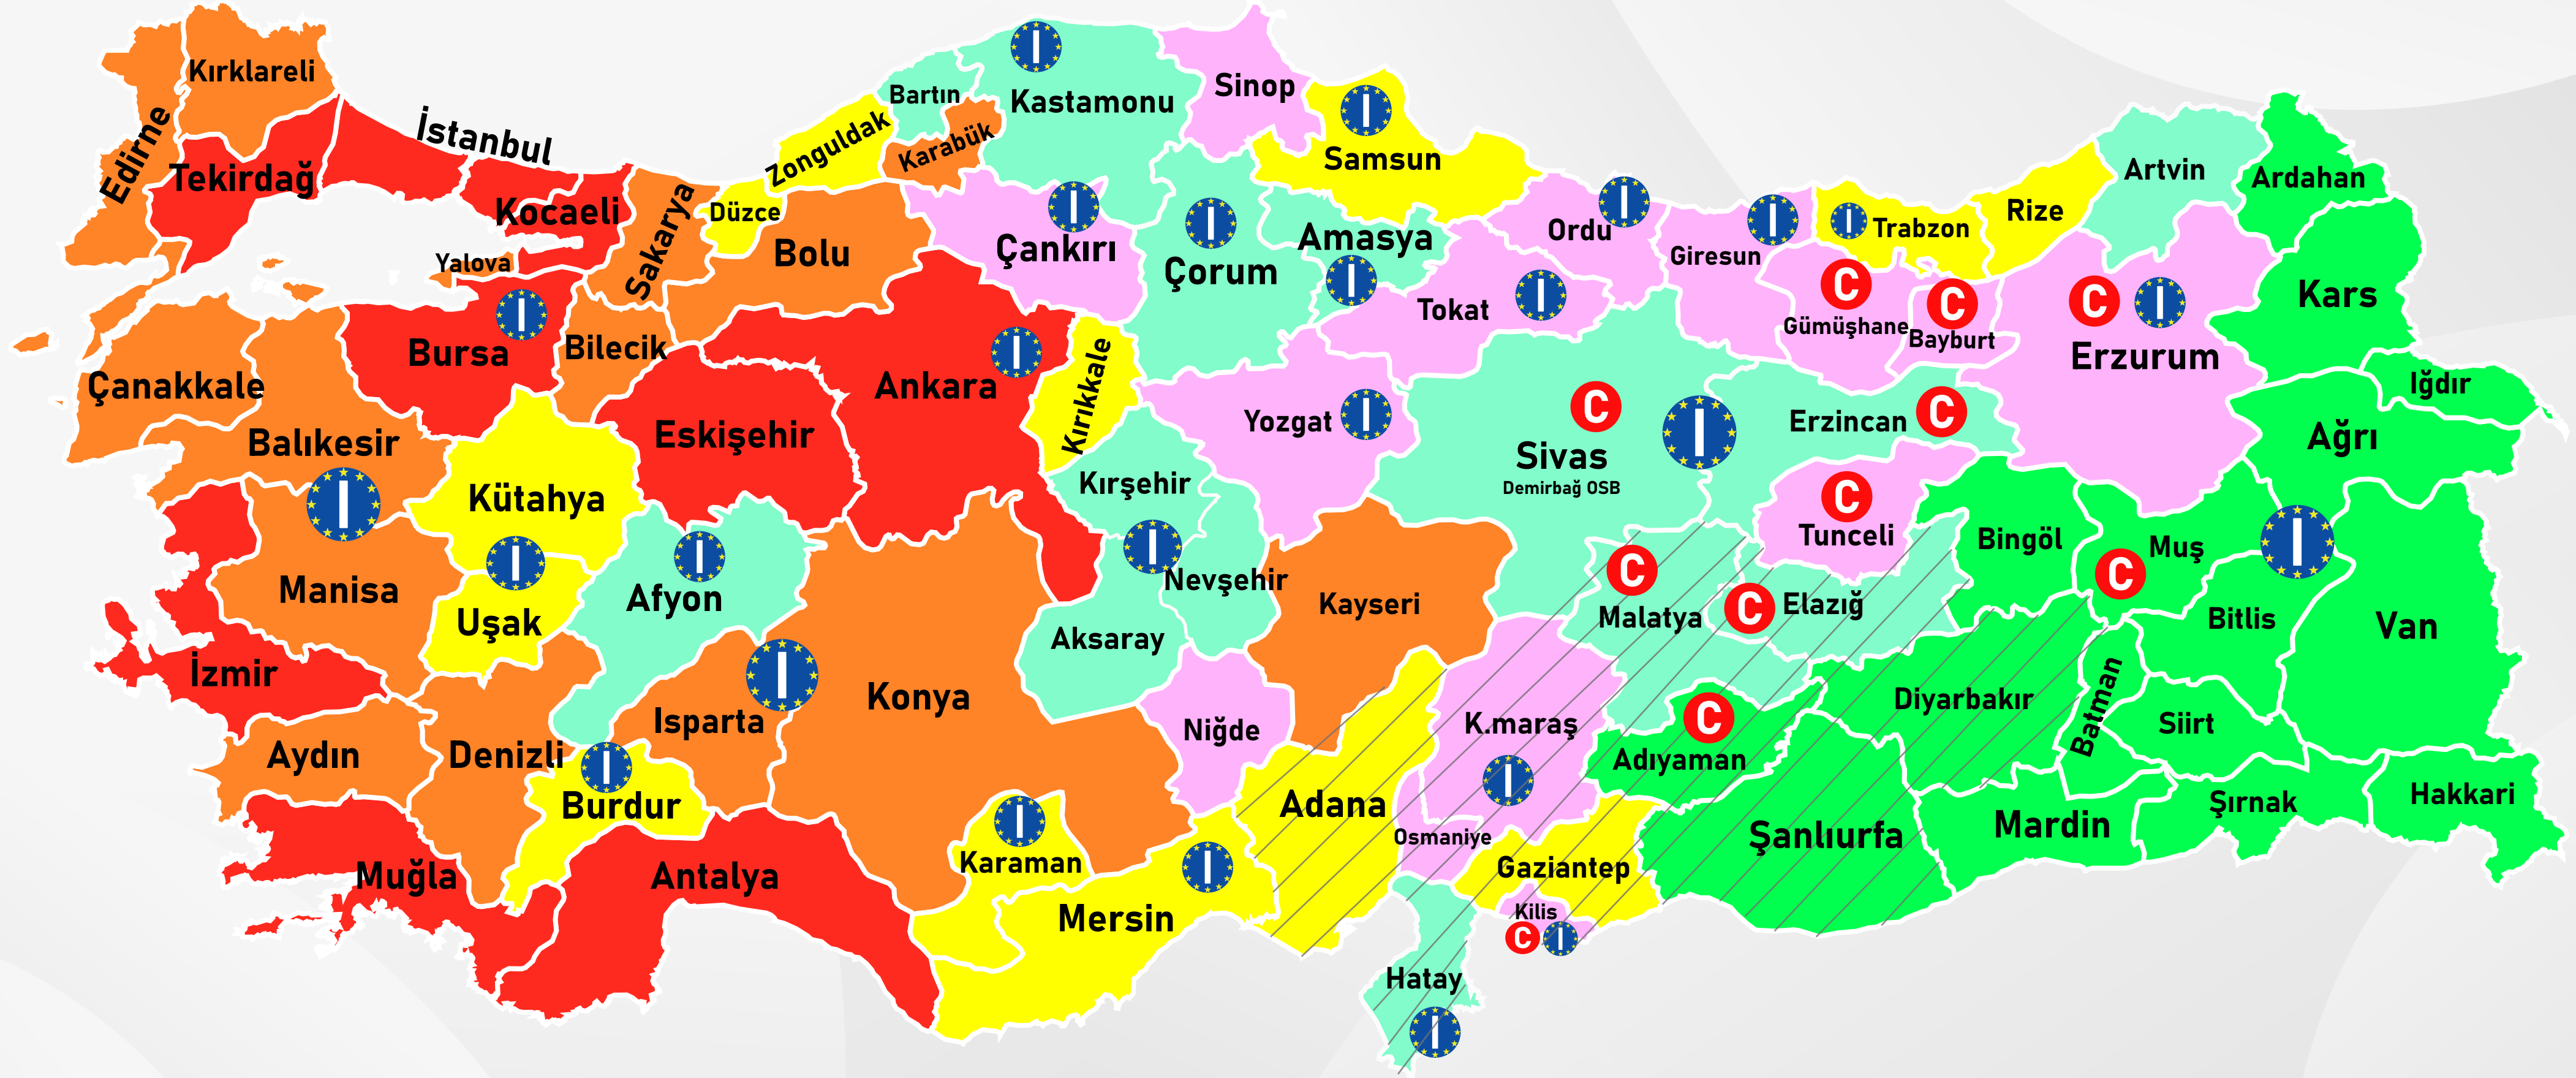 Kırklareli
Edirne
Tekirdağ
İstanbul
Kocaeli
Yalova
Sakarya
Düzce
Zonguldak
Bartın
Karabük
Kastamonu
Sinop
I
Samsun
I
Bolu
Çankırı
I
Çorum
I
Amasya
I
Ordu
I
Tokat
I
Giresun
I
I
Trabzon
Rize
Artvin
Ardahan
C
Gümüşhane
C
Bayburt
C
I
Erzurum
Kars
Iğdır
Ağrı
Çanakkale
Balıkesir
I
Bursa
I
Bilecik
Eskişehir
Ankara
I
Kırıkkale
Kırşehir
Yozgat
I
C
Sivas
Demirbağ OSB
I
Erzincan
C
C
Tunceli
Bingöl
Muş
C
I
Bitlis
Van
Kütahya
I
Uşak
Manisa
İzmir
Afyon
I
Konya
I
Isparta
Aksaray
I
Nevşehir
Kayseri
Niğde
C
Malatya
C
Elazığ
K.maraş
I
C
Adıyaman
Diyarbakır
Batman
Siirt
Şırnak
Hakkari
Mardin
Şanlıurfa
Aydın
Denizli
I
Burdur
Muğla
Antalya
I
Karaman
I
Mersin
Adana
Osmaniye
Gaziantep
Kilis
C
I
Hatay
I